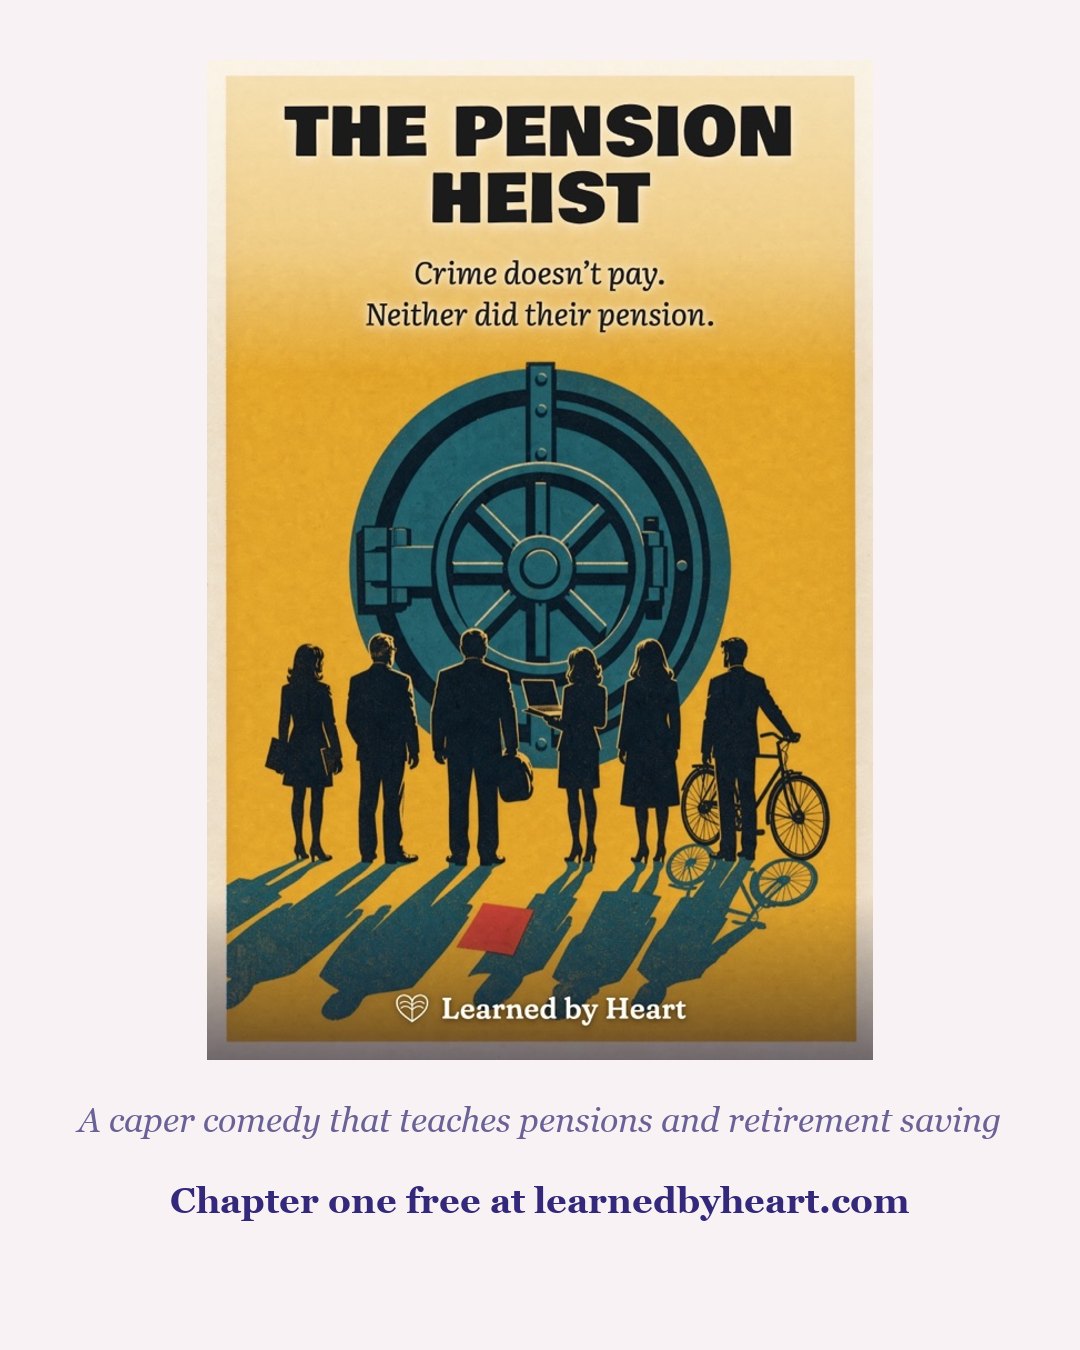 THE PENSION
HEIST
Crime doesn’t pay.
Neither did their pension.
Learned by Heart
A caper comedy that teaches pensions and retirement saving
Chapter one free at learnedbyheart.com